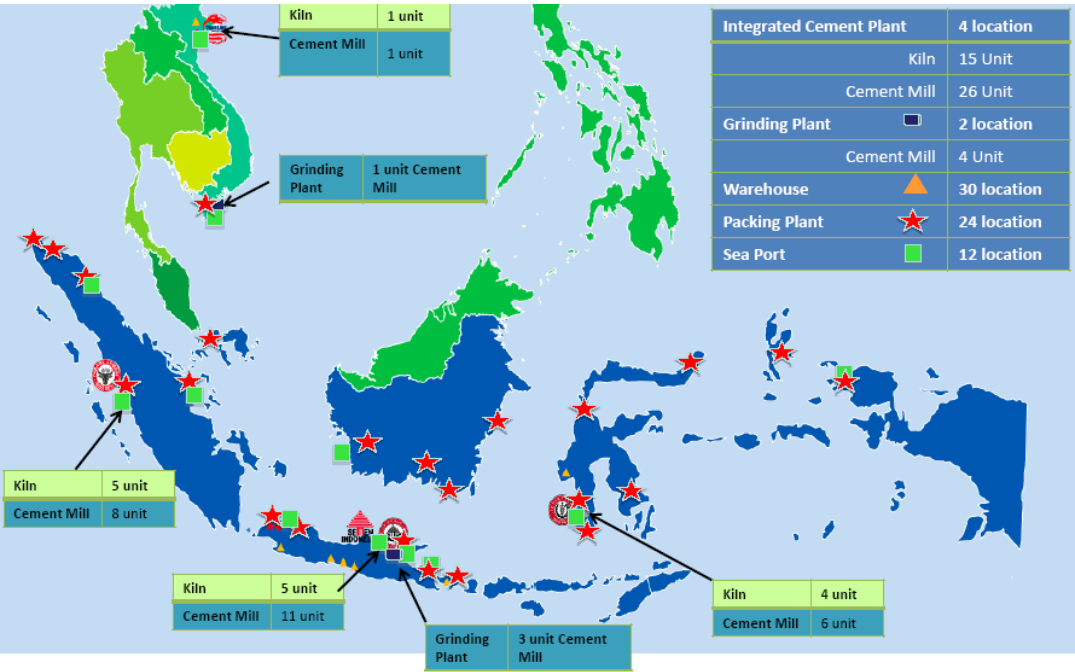 Kiln 1 unit
Cement Mill 1 unit
Integrated Cement Plant 4 location
Kiln 15 Unit
Cement Mill 26 Unit
Grinding Plant 2 location
Cement Mill 4 Unit
Warehouse 30 location
Packing Plant 24 location
Sea Port 12 location
Grinding 1 unit Cement
Plant Mill
Kiln 5 unit
Cement Mill 8 unit
SEMEN
INDONESIA
Kiln 5 unit
Cement Mill 11 unit
Kiln 4 unit
Cement Mill 6 unit
Grinding 3 unit Cement
Plant Mill